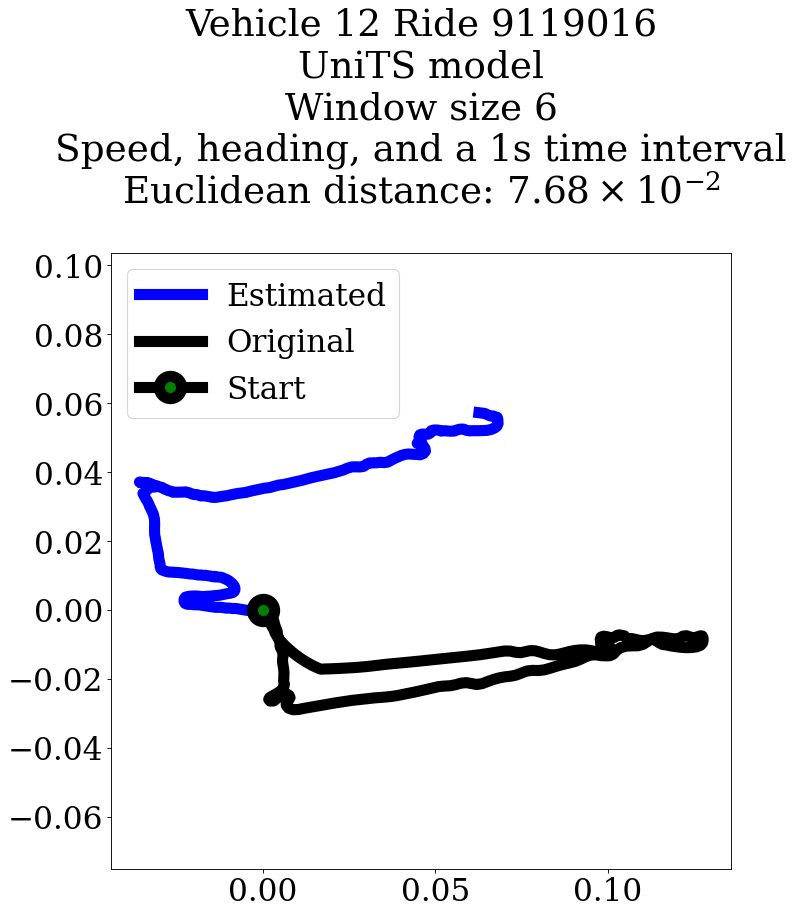 Vehicle 12 Ride 9119016
UniTS model
Window size 6
Speed, heading, and a 1s time interval
Euclidean distance: 7.68 × 10⁻²
0.10
0.08
0.06
0.04
0.02
0.00
−0.02
−0.04
−0.06
Estimated
Original
Start
0.00 0.05 0.10